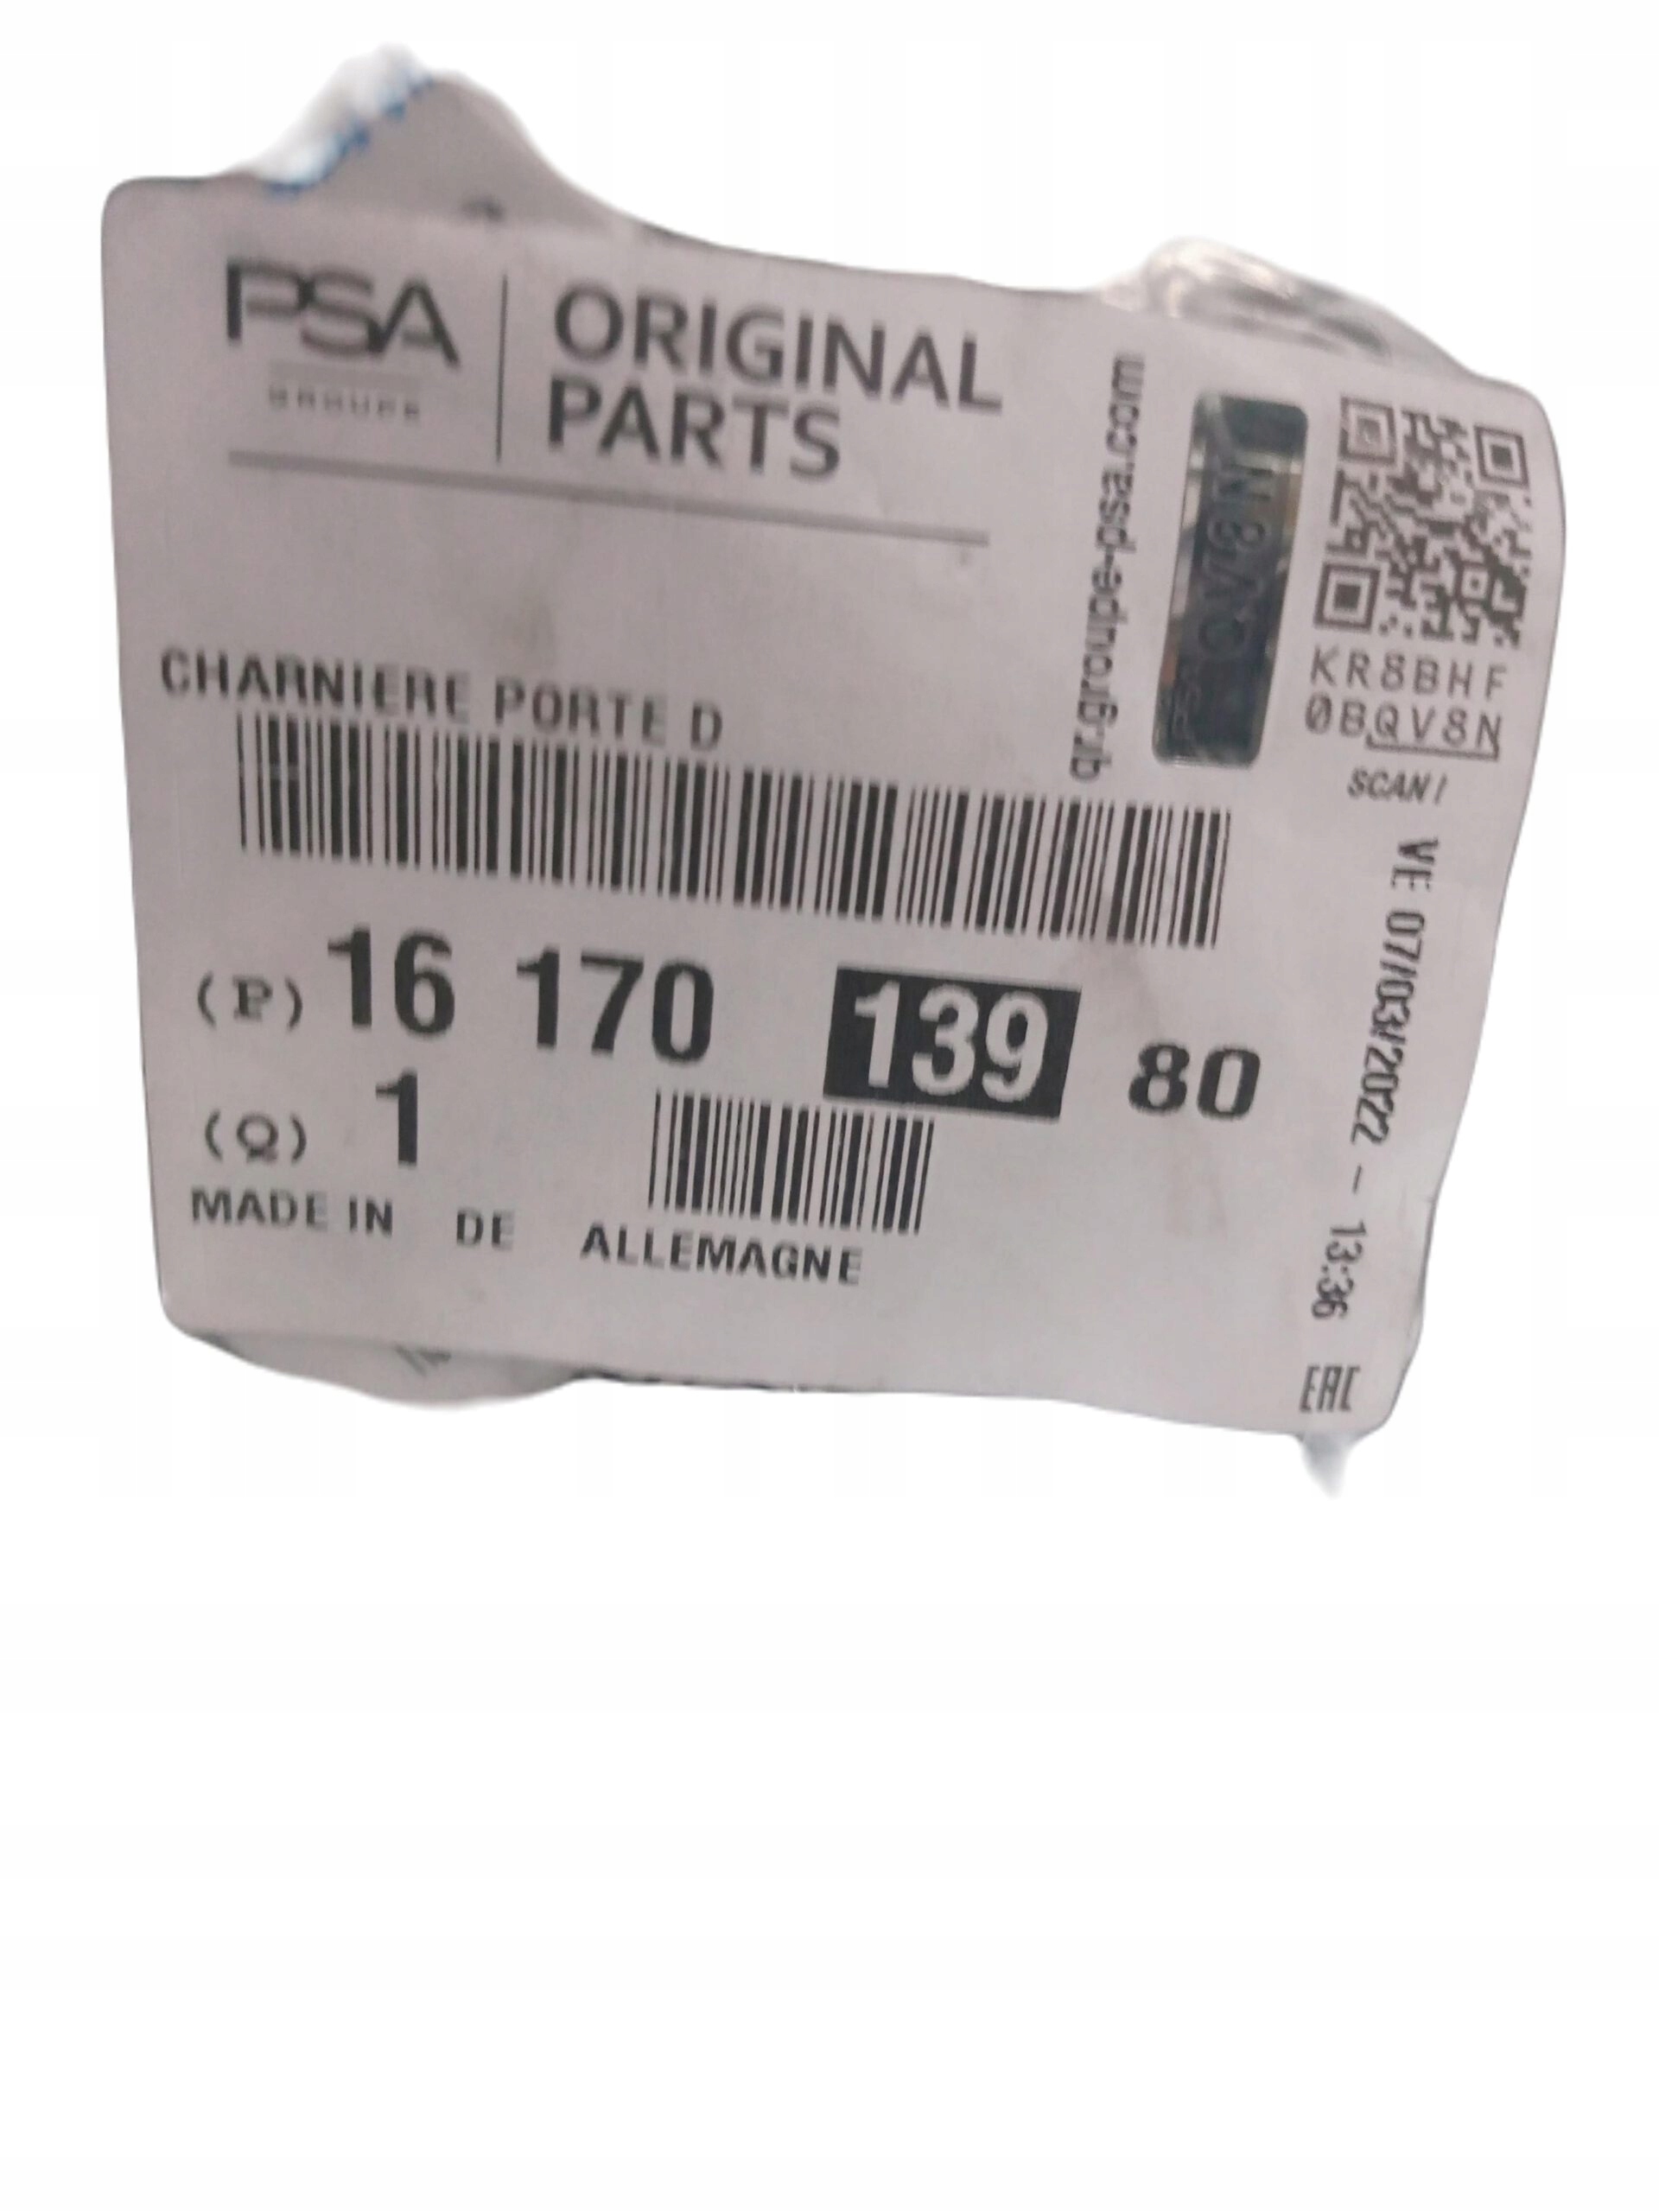 PSA
GROUPE
ORIGINAL
PARTS
CHARNIERE PORTE D
(P) 16 170 139 80
(Q) 1
MADE IN DE ALLEMAGNE
qr.groupe-psa.com
QV8N
KR8BHF
0BQV8N
SCAN!
VE 07/03/2022 - 13:36
EAC